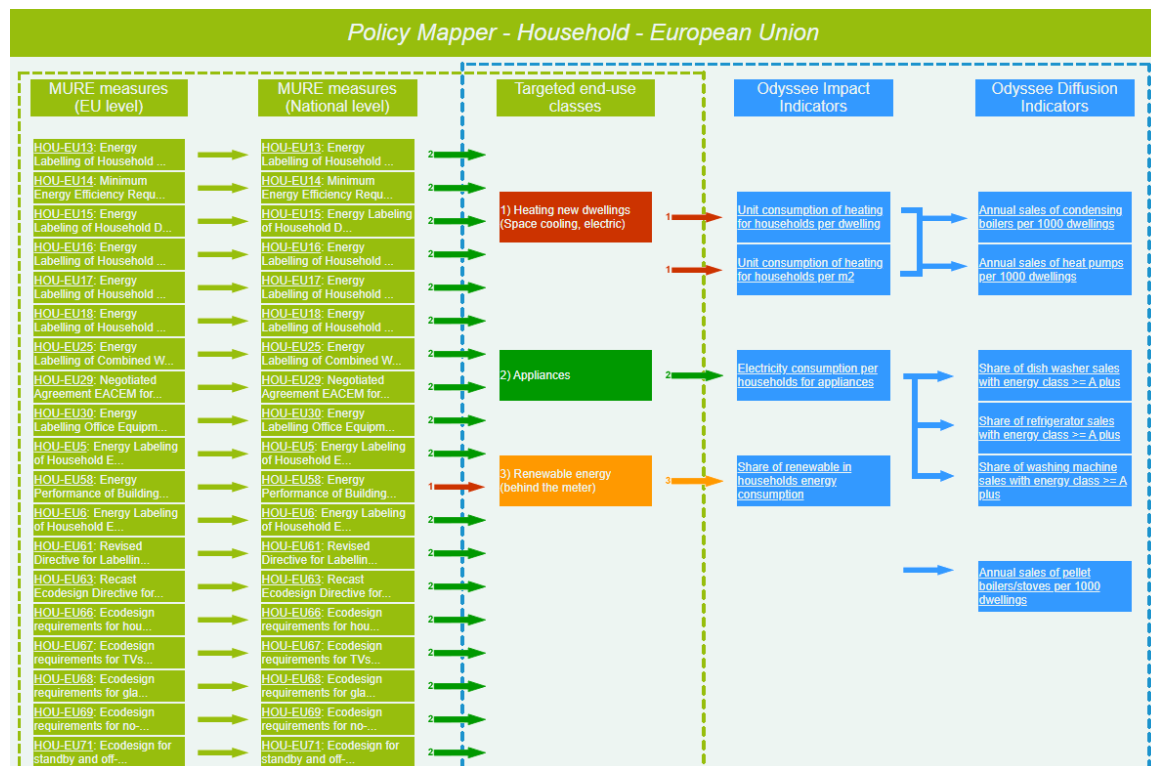 Policy Mapper - Household - European Union
MURE measures
(EU level)
MURE measures
(National level)
Targeted end-use
classes
Odyssee Impact
Indicators
Odyssee Diffusion
Indicators
HOU-EU13: Energy
Labelling of Household ...
HOU-EU13: Energy
Labelling of Household ...
2
HOU-EU14: Minimum
Energy Efficiency Requ...
HOU-EU14: Minimum
Energy Efficiency Requ...
2
HOU-EU15: Energy
Labeling of Household D...
HOU-EU15: Energy Labeling
of Household D...
2
HOU-EU16: Energy
Labelling of Household ...
HOU-EU16: Energy
Labelling of Household ...
2
HOU-EU17: Energy
Labelling of Household ...
HOU-EU17: Energy
Labelling of Household ...
2
HOU-EU18: Energy
Labelling of Household ...
HOU-EU18: Energy
Labelling of Household ...
2
HOU-EU25: Energy
Labelling of Combined W...
HOU-EU25: Energy
Labelling of Combined W...
2
HOU-EU29: Negotiated
Agreement EACEM for...
HOU-EU29: Negotiated
Agreement EACEM for...
2
HOU-EU30: Energy
Labelling Office Equipm...
HOU-EU30: Energy
Labelling Office Equipm...
2
HOU-EU5: Energy Labeling
of Household E...
HOU-EU5: Energy Labeling
of Household E...
2
HOU-EU58: Energy
Performance of Building...
HOU-EU58: Energy
Performance of Building...
1
HOU-EU6: Energy Labeling
of Household E...
HOU-EU6: Energy Labeling
of Household E...
2
HOU-EU61: Revised
Directive for Labellin...
HOU-EU61: Revised
Directive for Labellin...
2
HOU-EU63: Recast
Ecodesign Directive for...
HOU-EU63: Recast
Ecodesign Directive for...
2
HOU-EU66: Ecodesign
requirements for hou...
HOU-EU66: Ecodesign
requirements for hou...
2
HOU-EU67: Ecodesign
requirements for TVs...
HOU-EU67: Ecodesign
requirements for TVs...
2
HOU-EU68: Ecodesign
requirements for gla...
HOU-EU68: Ecodesign
requirements for gla...
2
HOU-EU69: Ecodesign
requirements for no-...
HOU-EU69: Ecodesign
requirements for no-...
2
HOU-EU71: Ecodesign for
standby and off-...
HOU-EU71: Ecodesign for
standby and off-...
2
1) Heating new dwellings
(Space cooling, electric)
1
Unit consumption of heating
for households per dwelling
Annual sales of condensing
boilers per 1000 dwellings
1
Unit consumption of heating
for households per m2
Annual sales of heat pumps
per 1000 dwellings
2) Appliances
2
Electricity consumption per
households for appliances
Share of dish washer sales
with energy class >= A plus
Share of refrigerator sales
with energy class >= A plus
3) Renewable energy
(behind the meter)
3
Share of renewable in
households energy
consumption
Share of washing machine
sales with energy class >= A
plus
Annual sales of pellet
boilers/stoves per 1000
dwellings